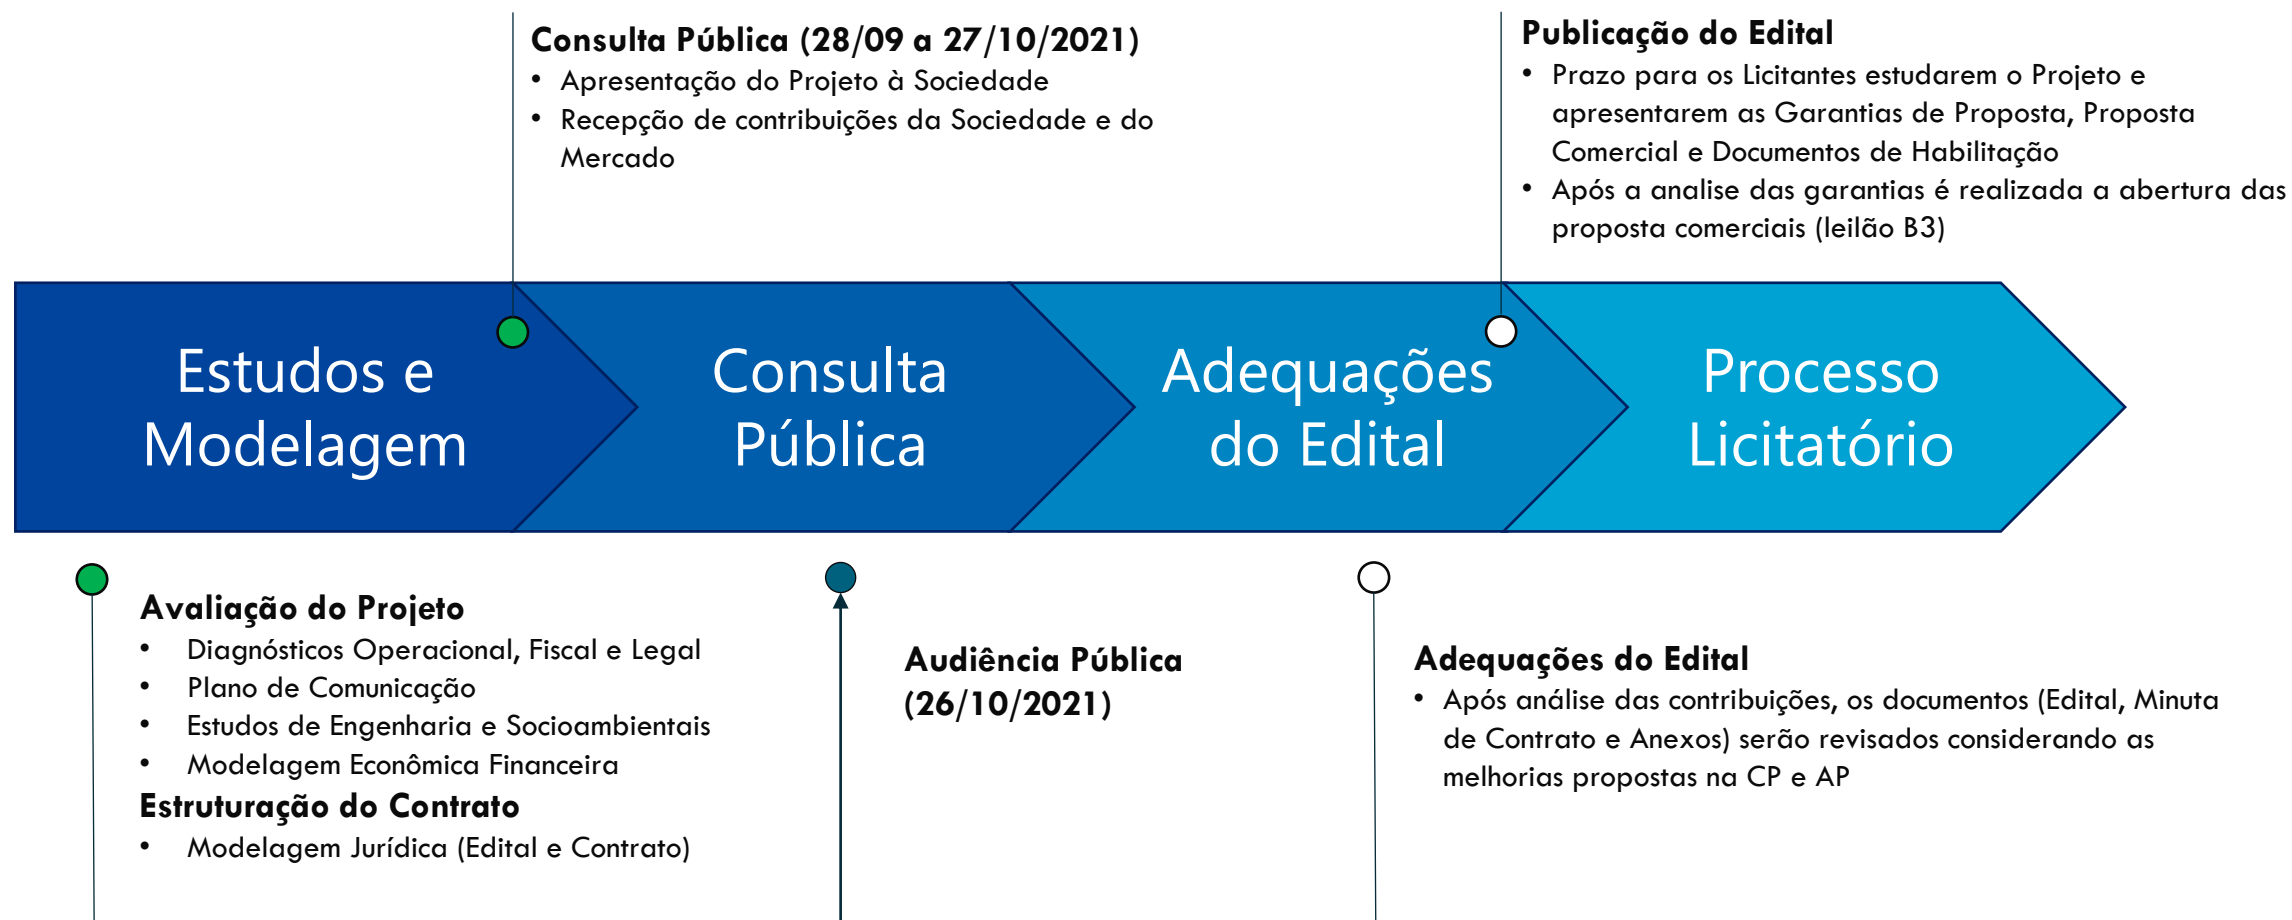 Consulta Pública (28/09 a 27/10/2021)
• Apresentação do Projeto à Sociedade
• Recepção de contribuições da Sociedade e do
Mercado
Publicação do Edital
• Prazo para os Licitantes estudarem o Projeto e
apresentarem as Garantias de Proposta, Proposta
Comercial e Documentos de Habilitação
• Após a analise das garantias é realizada a abertura das
proposta comerciais (leilão B3)
Estudos e
Modelagem
Consulta
Pública
Adequações
do Edital
Processo
Licitatório
Avaliação do Projeto
• Diagnósticos Operacional, Fiscal e Legal
• Plano de Comunicação
• Estudos de Engenharia e Socioambientais
• Modelagem Econômica Financeira
Estruturação do Contrato
• Modelagem Jurídica (Edital e Contrato)
Audiência Pública
(26/10/2021)
Adequações do Edital
• Após análise das contribuições, os documentos (Edital, Minuta
de Contrato e Anexos) serão revisados considerando as
melhorias propostas na CP e AP